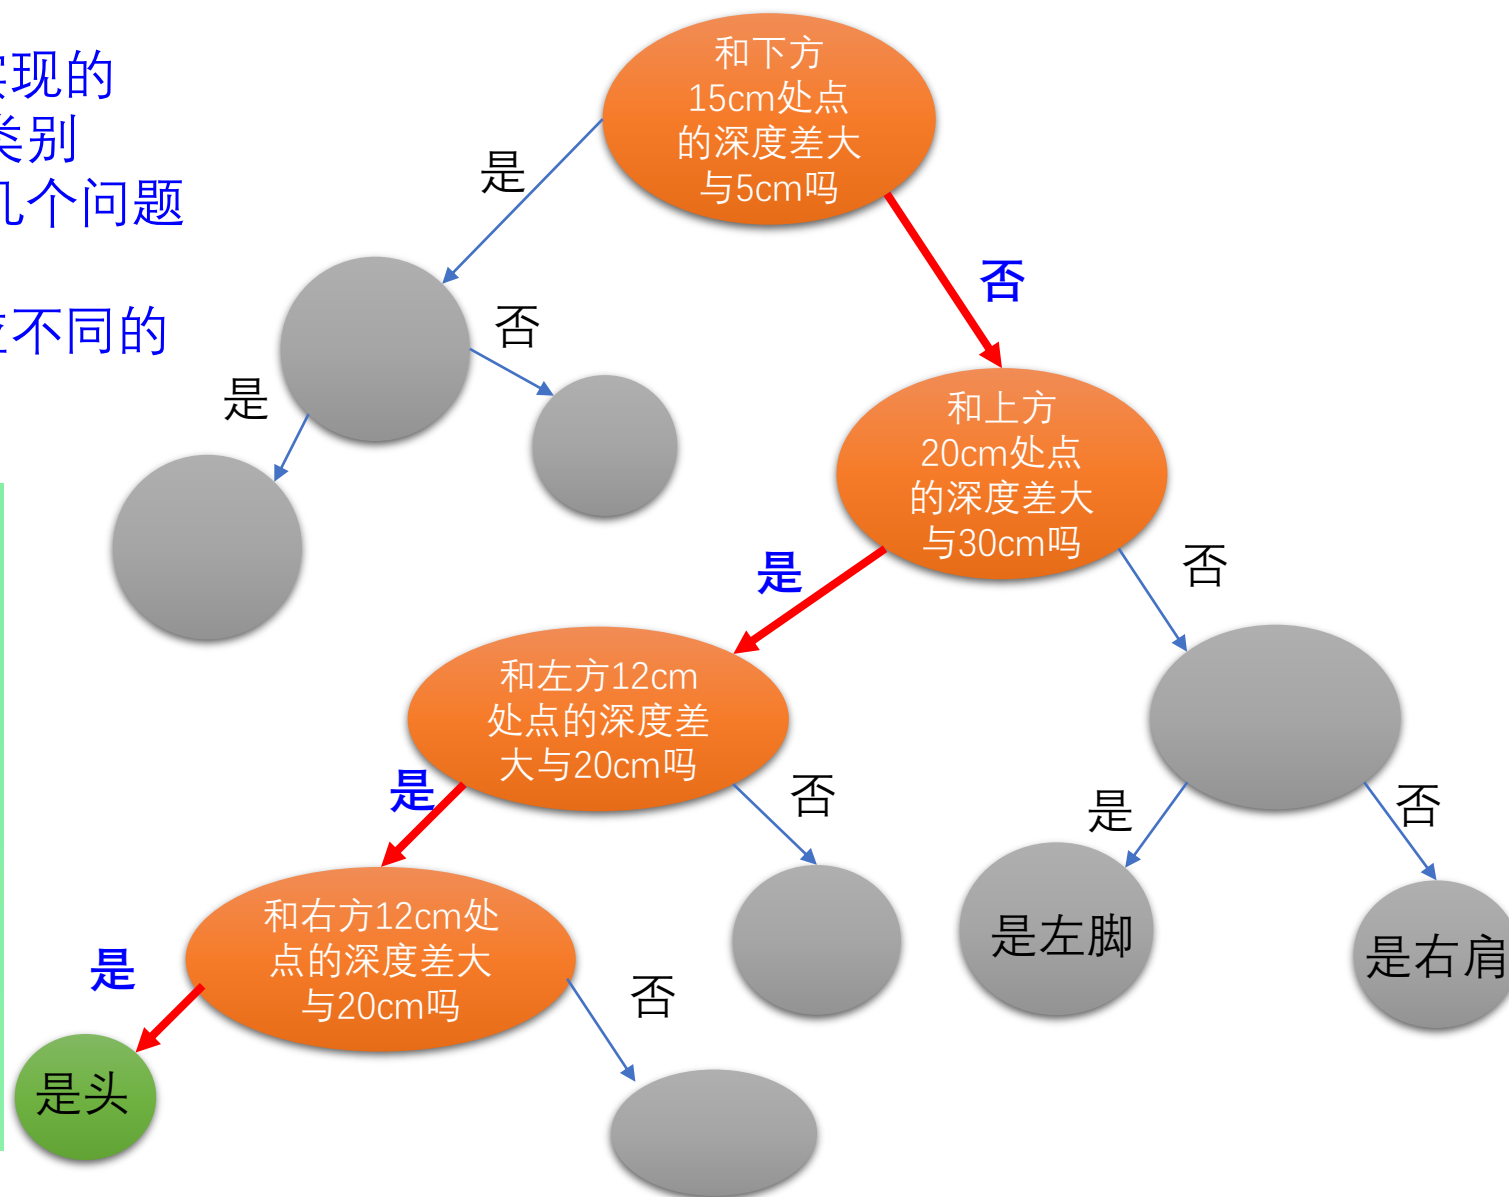 现的
类别
几个问题
不同的
和下方
15cm处点
的深度差大
与5cm吗
是
否
否
是
和上方
20cm处点
的深度差大
与30cm吗
是
否
和左方12cm
处点的深度差
大与20cm吗
是
否
是
否
和右方12cm处
点的深度差大
与20cm吗
是
否
是左脚
是右肩
是头